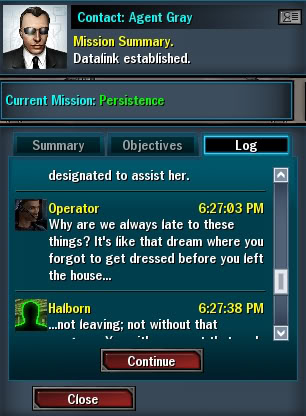 Contact: Agent Gray
Mission Summary.
Datalink established.
Current Mission: Persistence
Summary Objectives Log
designated to assist her.
Operator 6:27:03 PM
Why are we always late to these
things? It's like that dream where you
forgot to get dressed before you left
the house...
Halborn 6:27:38 PM
...not leaving; not without that
Continue
Close